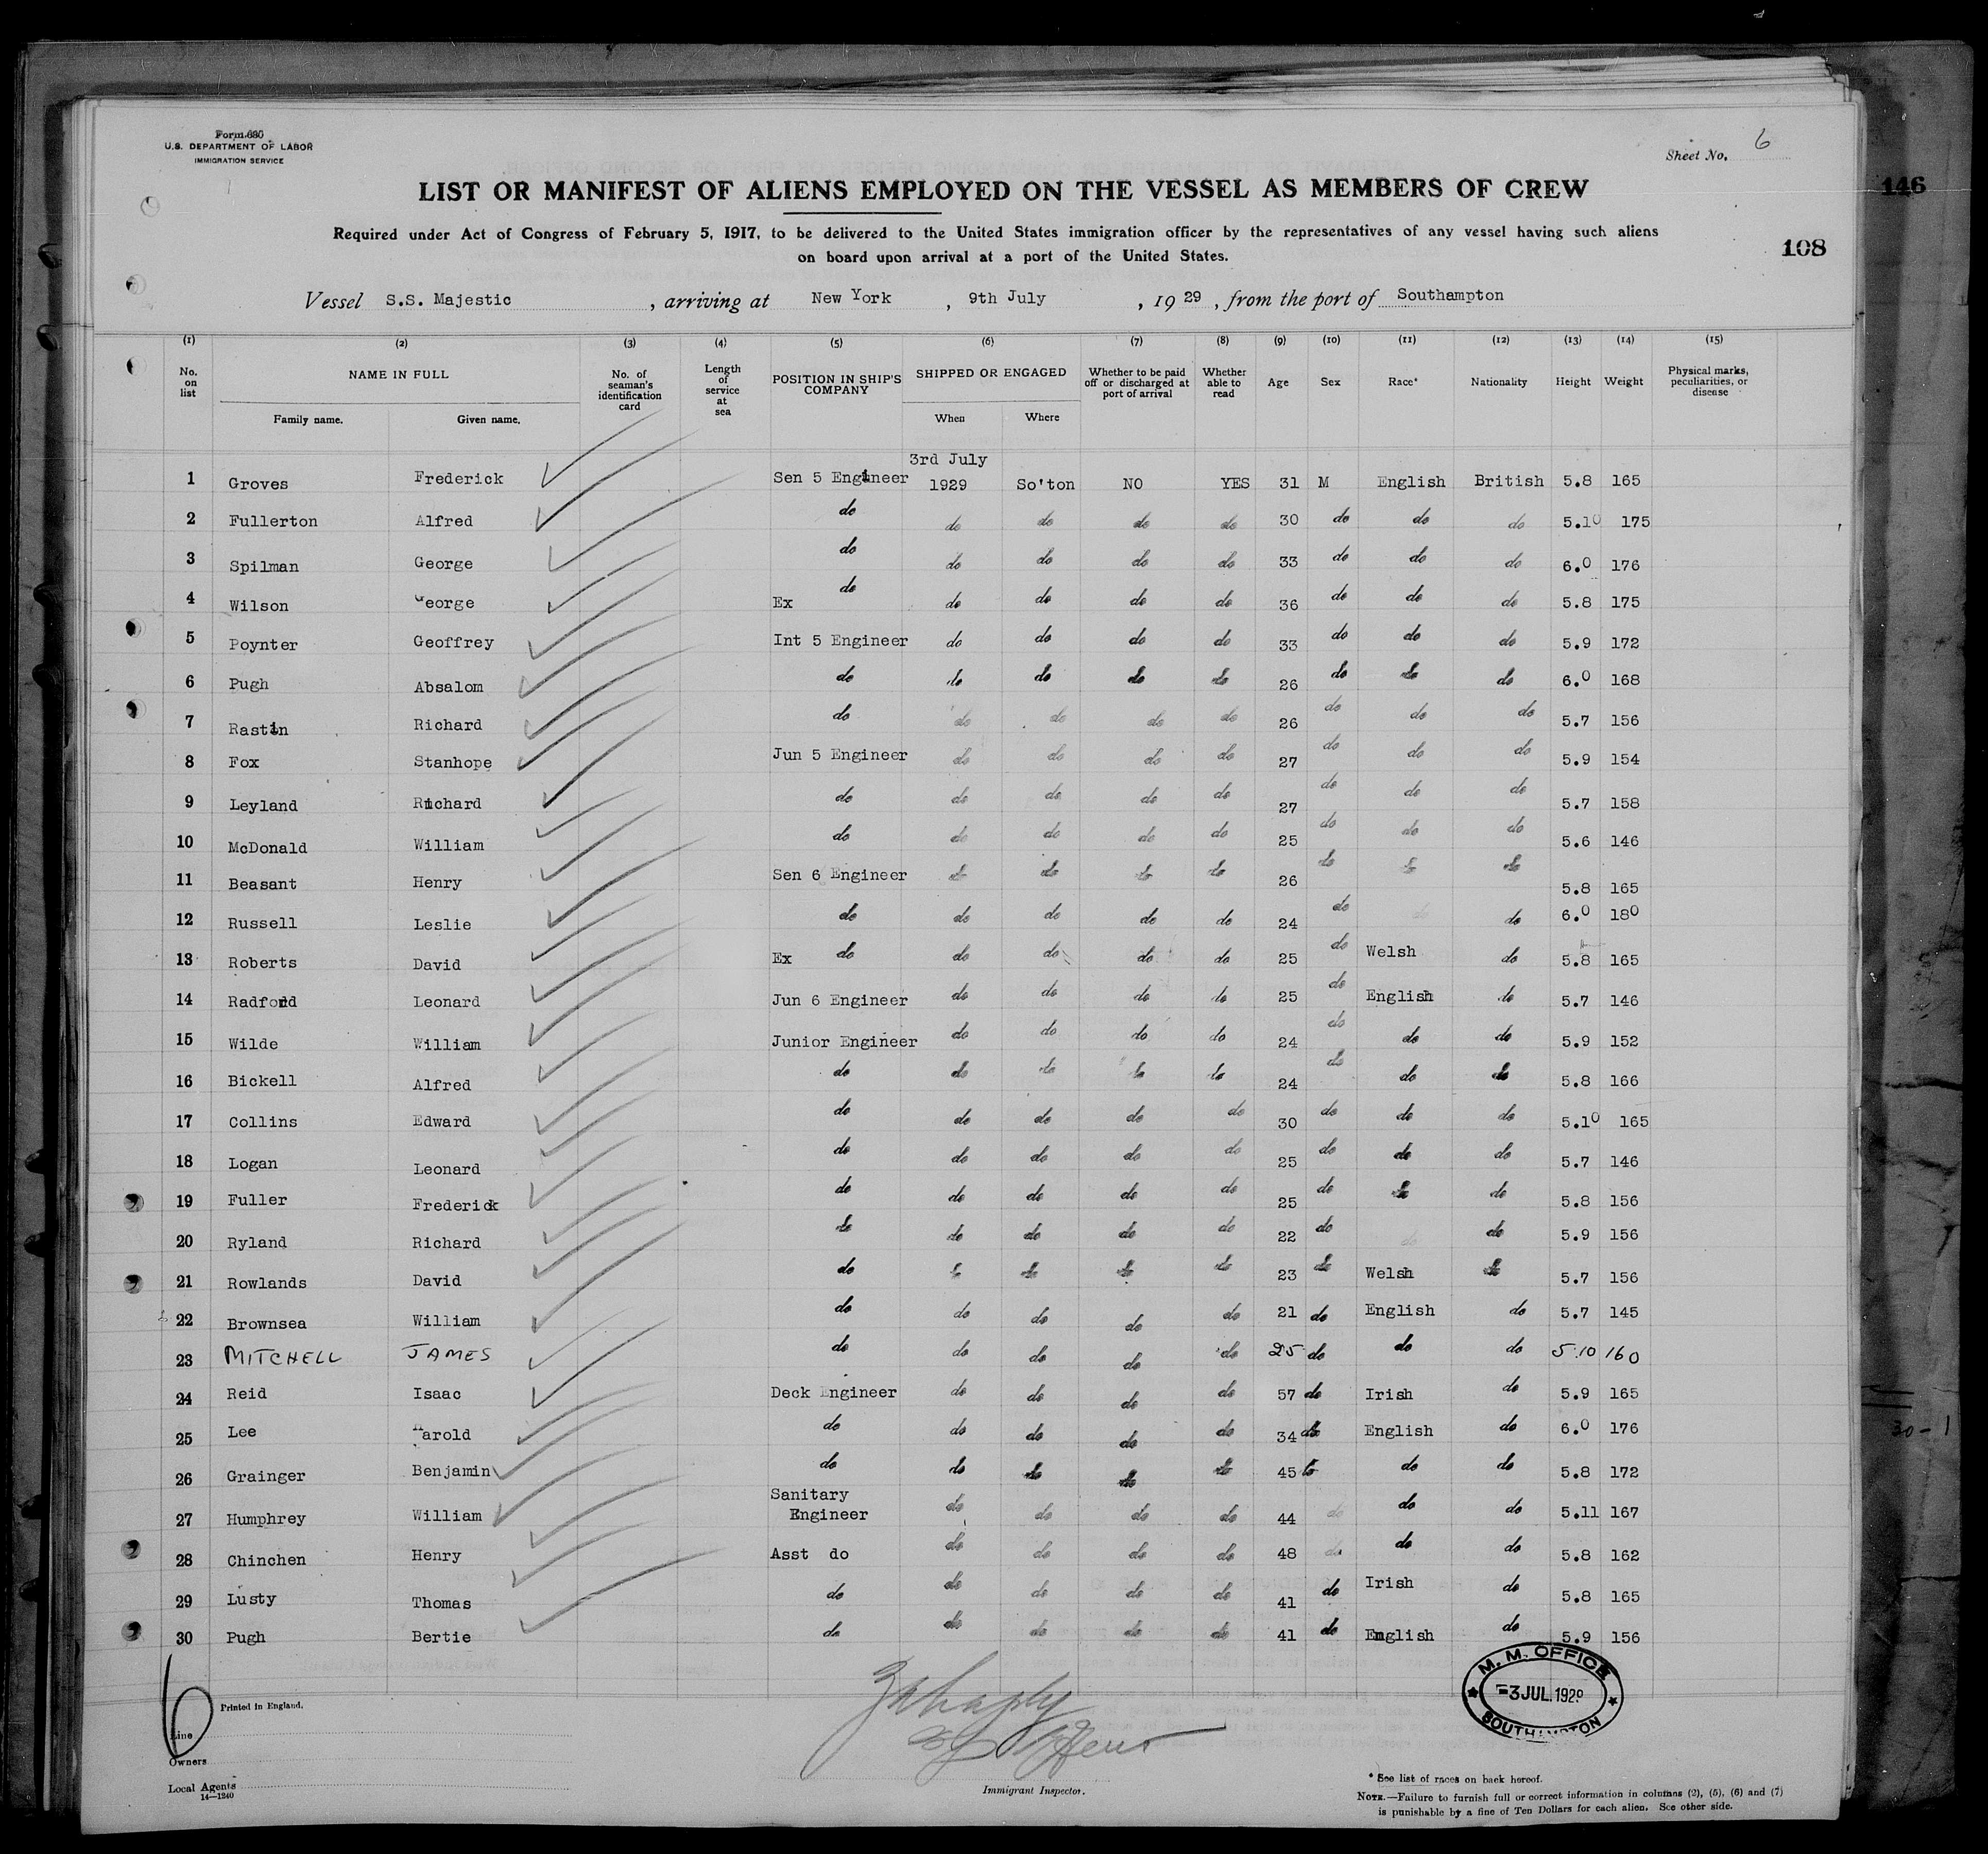 Form 680
U.S. DEPARTMENT OF LABOR
IMMIGRATION SERVICE
Sheet No. 6
LIST OR MANIFEST OF ALIENS EMPLOYED ON THE VESSEL AS MEMBERS OF CREW
146
Required under Act of Congress of February 5, 1917, to be delivered to the United States immigration officer by the representatives of any vessel having such aliens
on board upon arrival at a port of the United States.
108
Vessel S.S. Majestic, arriving at New York, 9th July, 1929, from the port of Southampton
(1) (2) (3) (4) (5) (6) (7) (8) (9) (10) (11) (12) (13) (14) (15)
No. on list NAME IN FULL No. of seaman's identification card Length of service at sea POSITION IN SHIP'S COMPANY SHIPPED OR ENGAGED Whether to be paid off or discharged at port of arrival Whether able to read Age Sex Race* Nationality Height Weight Physical marks, peculiarities, or disease
Family name. Given name. When Where
1 Groves Frederick Sen 5 Engineer 3rd July 1929 So'ton NO YES 31 M English British 5.8 165
2 Fullerton Alfred do do do do do 30 do do do 5.10 175
3 Spilman George do do do do do 33 do do do 6.0 176
4 Wilson George Ex do do do do do 36 do do do 5.8 175
5 Poynter Geoffrey Int 5 Engineer do do do do 33 do do do 5.9 172
6 Pugh Absalom do do do do do 26 do do do 6.0 168
7 Rastin Richard do do do do do 26 do do do 5.7 156
8 Fox Stanhope Jun 5 Engineer do do do do 27 do do do 5.9 154
9 Leyland Richard do do do do do 27 do do do 5.7 158
10 McDonald William do do do do do 25 do do do 5.6 146
11 Beasant Henry Sen 6 Engineer do do do do 26 do do do 5.8 165
12 Russell Leslie do do do do do 24 do do do 6.0 180
13 Roberts David Ex do do do do do 25 do Welsh do 5.8 165
14 Radford Leonard Jun 6 Engineer do do do do 25 do English do 5.7 146
15 Wilde William Junior Engineer do do do do 24 do do do 5.9 152
16 Bickell Alfred do do do do do 24 do do do 5.8 166
17 Collins Edward do do do do do 30 do do do 5.10 165
18 Logan Leonard do do do do do 25 do do do 5.7 146
19 Fuller Frederick do do do do do 25 do do do 5.8 156
20 Ryland Richard do do do do do 22 do do do 5.9 156
21 Rowlands David do do do do do 23 do Welsh do 5.7 156
22 Brownsea William do do do do do 21 do English do 5.7 145
23 MITCHELL JAMES do do do do do 25 do do do 5.10 160
24 Reid Isaac Deck Engineer do do do do 57 do Irish do 5.9 165
25 Lee Harold do do do do do 34 do English do 6.0 176
26 Grainger Benjamin do do do do do 45 do do do 5.8 172
27 Humphrey William Sanitary Engineer do do do do 44 do do do 5.11 167
28 Chinchen Henry Asst do do do do do 48 do do do 5.8 162
29 Lusty Thomas do do do do do 41 do Irish do 5.8 165
30 Pugh Bertie do do do do do 41 do English do 5.9 156
30-1
M. M. OFFICE
3 JUL. 1929
SOUTHAMPTON
6
Printed in England.
Line
Owners
Local Agents
14—1240
Immigrant Inspector.
* See list of races on back hereof.
NOTE.—Failure to furnish full or correct information in columns (2), (5), (6) and (7)
is punishable by a fine of Ten Dollars for each alien. See other side.